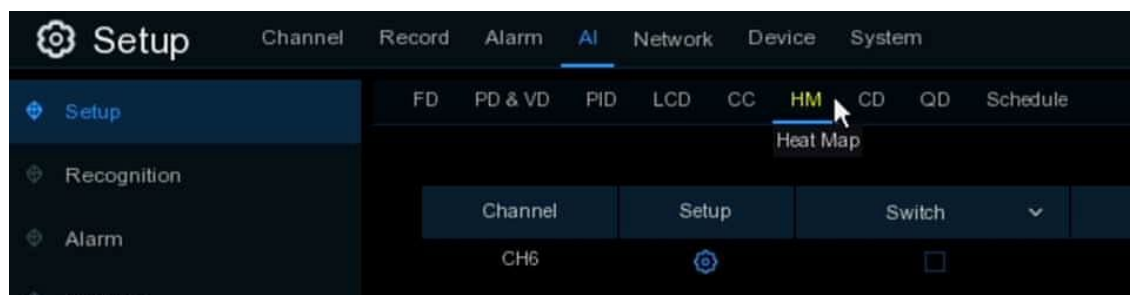 Setup Channel Record Alarm AI Network Device System
Setup FD PD & VD PID LCD CC HM CD QD Schedule
Heat Map
Recognition
Channel Setup Switch
Alarm
CH6